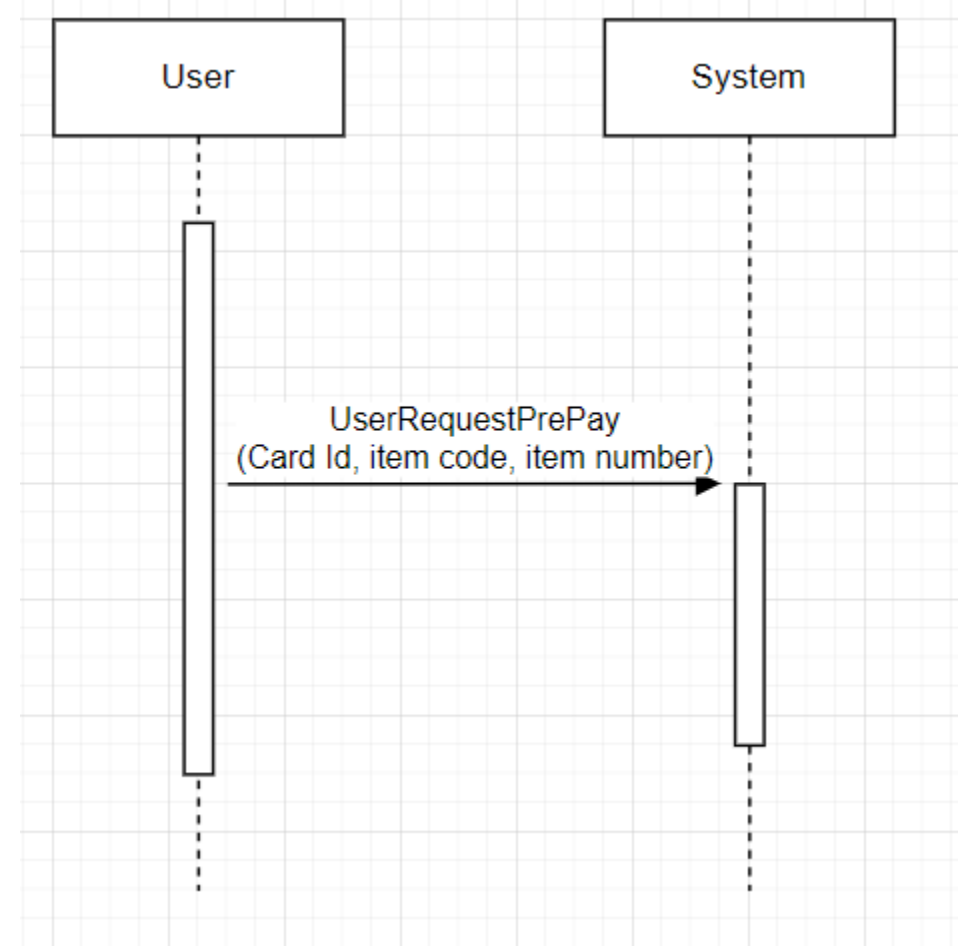 User
System
UserRequestPrePay
(Card Id, item code, item number)